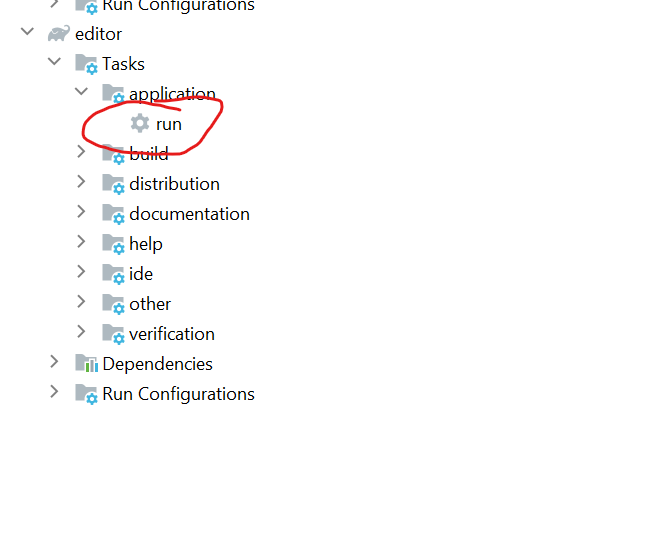 Run Configurations
editor
Tasks
application
run
build
distribution
documentation
help
ide
other
verification
Dependencies
Run Configurations